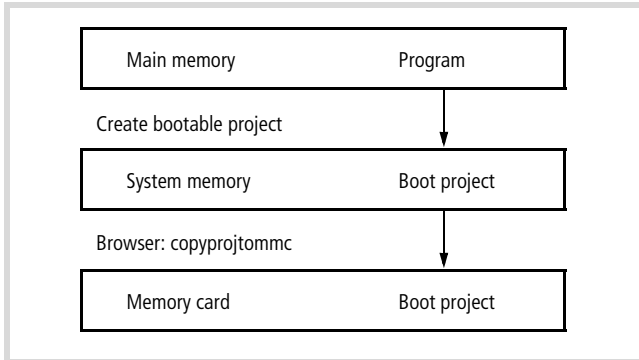 Main memory Program
Create bootable project
System memory Boot project
Browser: copyprojtommc
Memory card Boot project